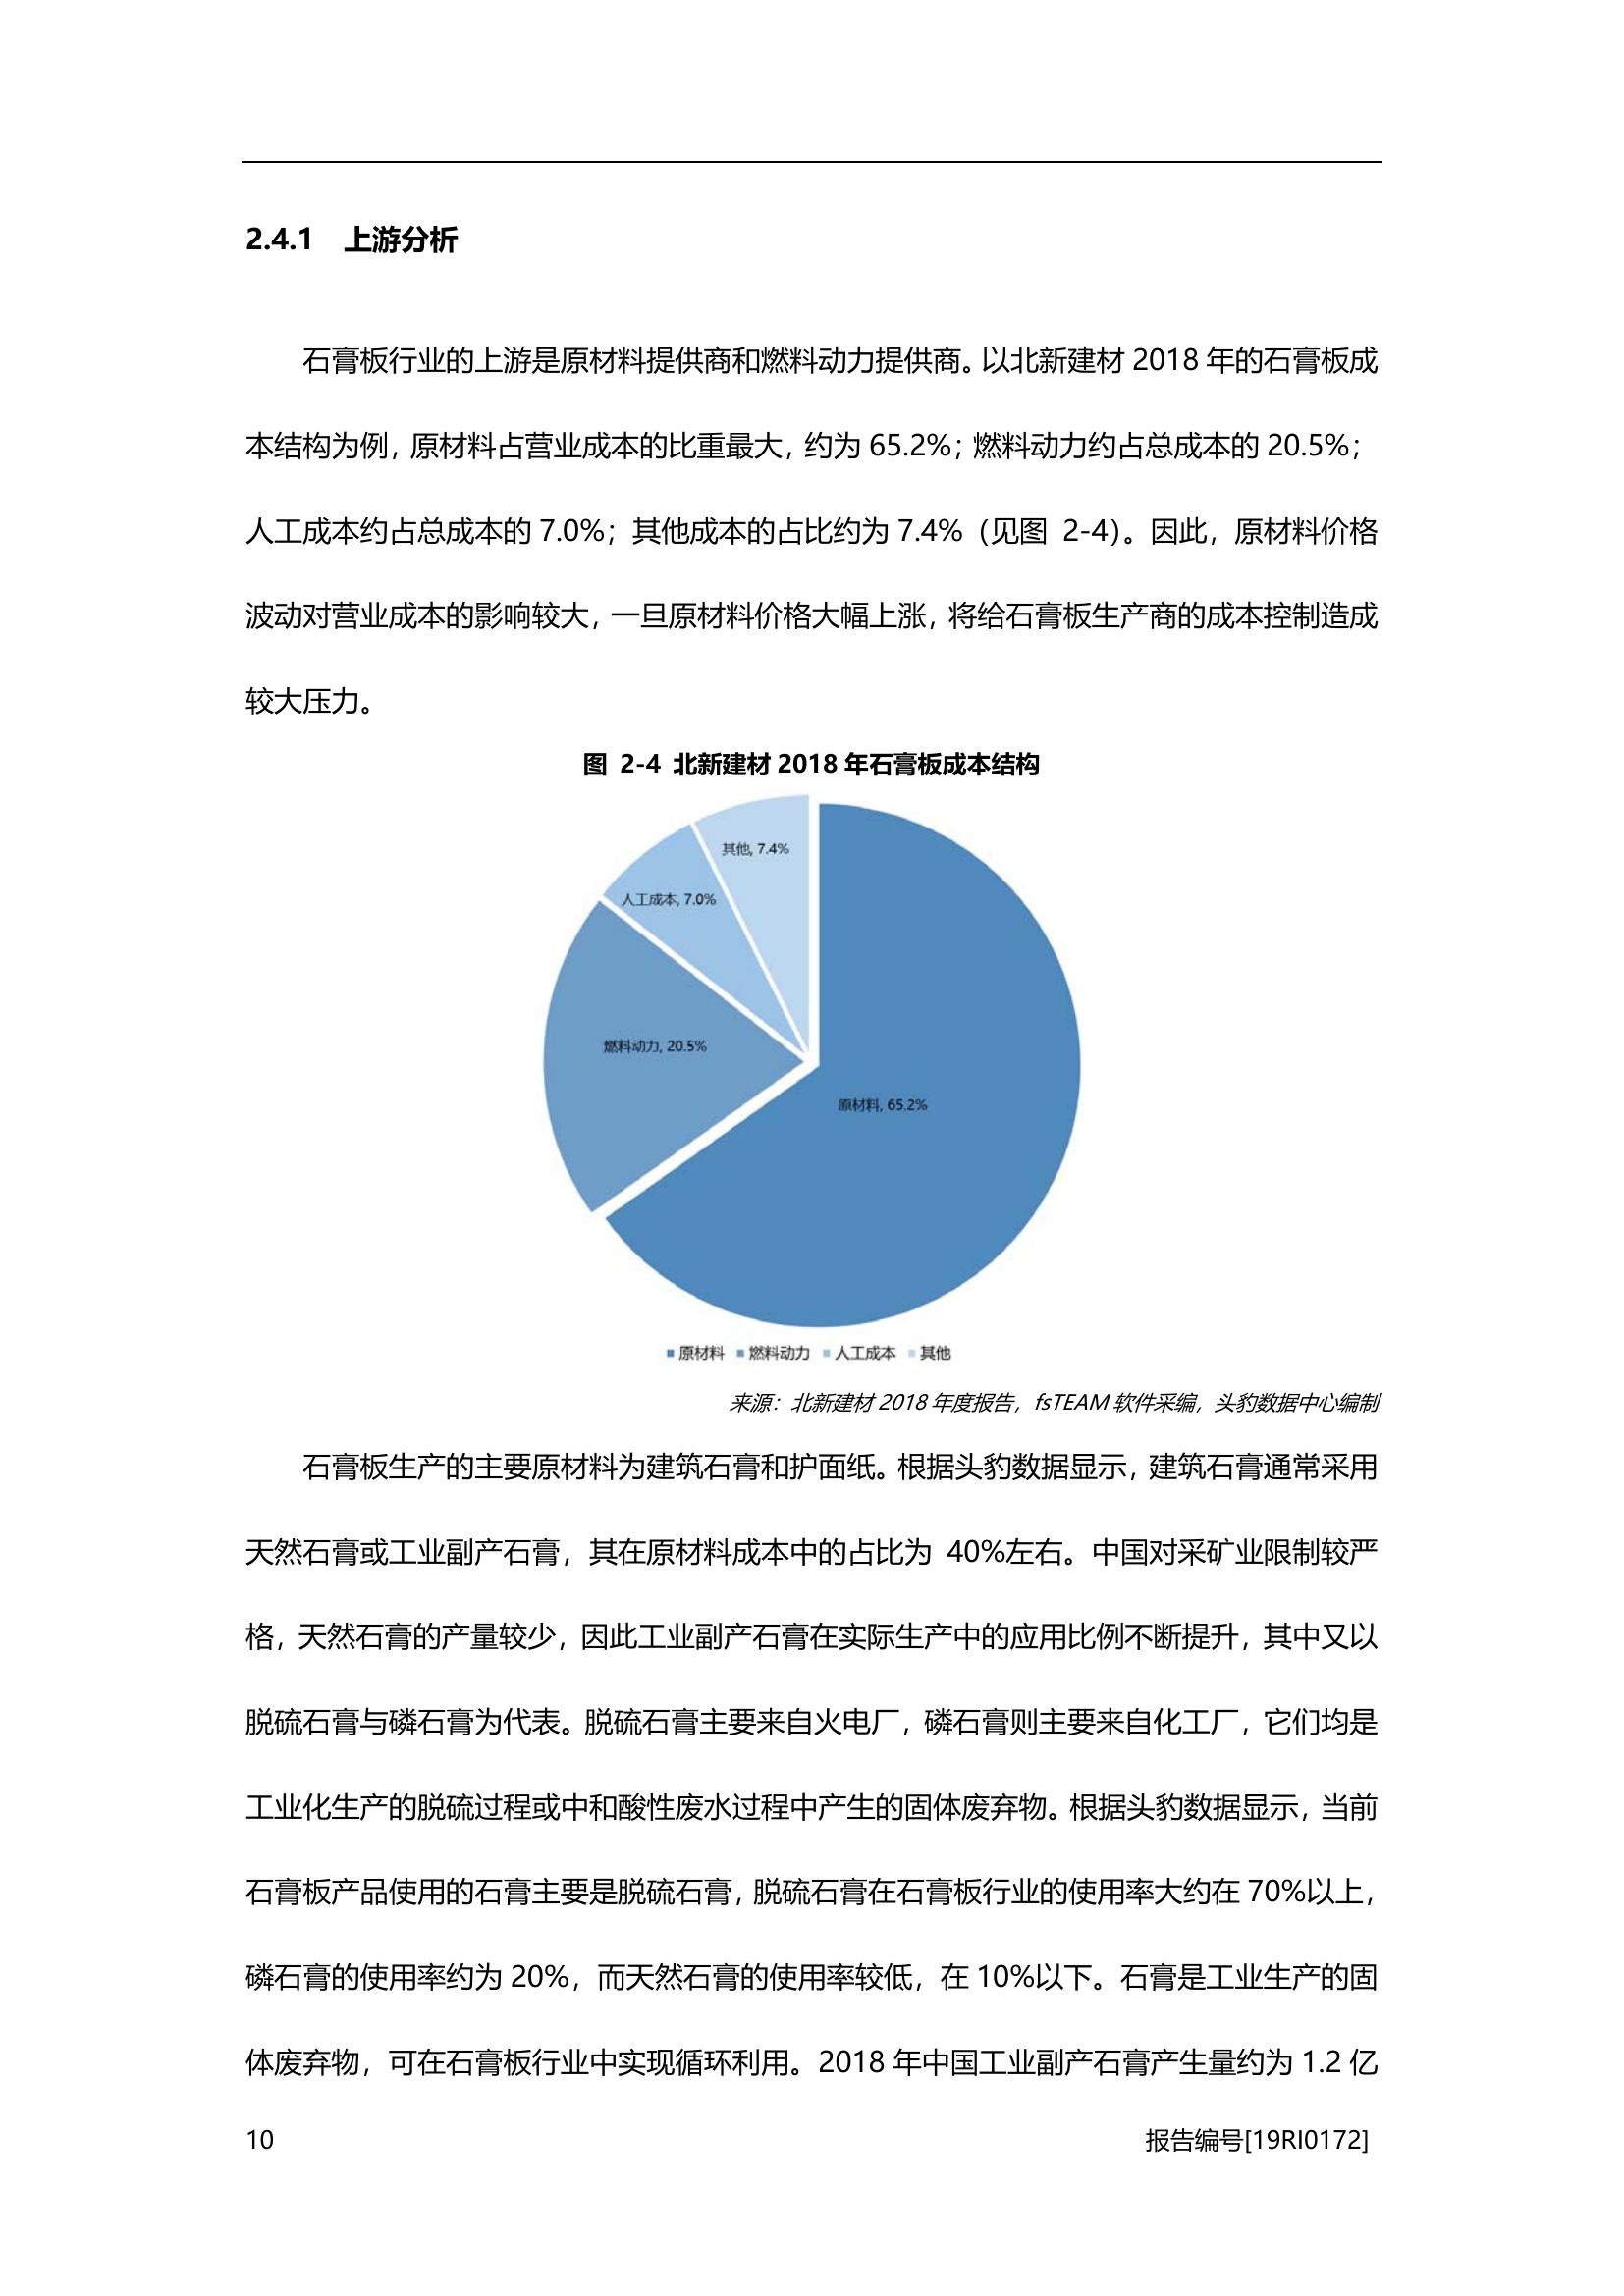 2.4.1 上游分析
石膏板行业的上游是原材料提供商和燃料动力提供商。以北新建材 2018 年的石膏板成
本结构为例，原材料占营业成本的比重最大，约为 65.2%；燃料动力约占总成本的 20.5%；
人工成本约占总成本的 7.0%；其他成本的占比约为 7.4%（见图 2-4）。因此，原材料价格
波动对营业成本的影响较大，一旦原材料价格大幅上涨，将给石膏板生产商的成本控制造成
较大压力。
图 2-4 北新建材 2018 年石膏板成本结构
其他, 7.4%
人工成本, 7.0%
燃料动力, 20.5%
原材料, 65.2%
原材料 燃料动力 人工成本 其他
来源：北新建材 2018 年度报告，fsTEAM 软件采编，头豹数据中心编制
石膏板生产的主要原材料为建筑石膏和护面纸。根据头豹数据显示，建筑石膏通常采用
天然石膏或工业副产石膏，其在原材料成本中的占比为 40%左右。中国对采矿业限制较严
格，天然石膏的产量较少，因此工业副产石膏在实际生产中的应用比例不断提升，其中又以
脱硫石膏与磷石膏为代表。脱硫石膏主要来自火电厂，磷石膏则主要来自化工厂，它们均是
工业化生产的脱硫过程或中和酸性废水过程中产生的固体废弃物。根据头豹数据显示，当前
石膏板产品使用的石膏主要是脱硫石膏，脱硫石膏在石膏板行业的使用率大约在 70%以上，
磷石膏的使用率约为 20%，而天然石膏的使用率较低，在 10%以下。石膏是工业生产的固
体废弃物，可在石膏板行业中实现循环利用。2018 年中国工业副产石膏产生量约为 1.2 亿
10 报告编号[19RI0172]